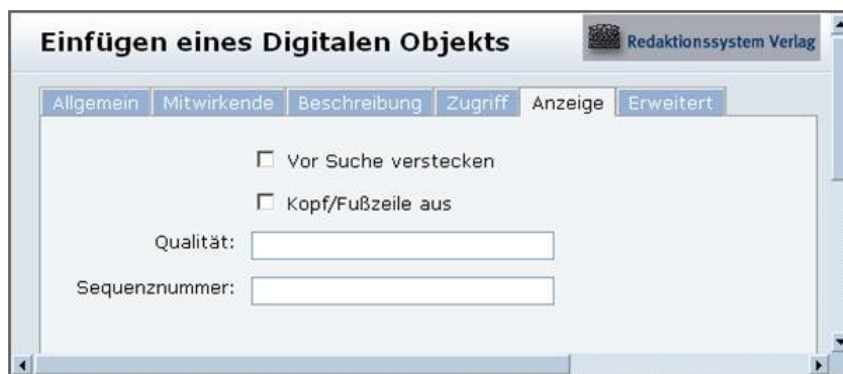 Einfügen eines Digitalen Objekts
Redaktionssystem Verlag
Allgemein Mitwirkende Beschreibung Zugriff Anzeige Erweitert
Vor Suche verstecken
Kopf/Fußzeile aus
Qualität:
Sequenznummer: